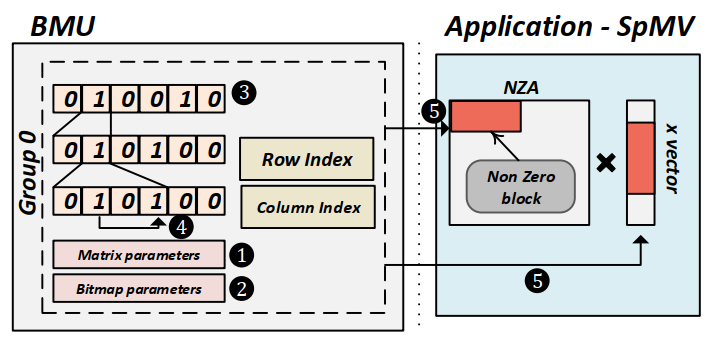 BMU
Application - SpMV
Group 0
0 1 0 0 1 0
3
0 1 0 1 0 0
0 1 0 1 0 0
4
Row Index
Column Index
Matrix parameters
1
Bitmap parameters
2
5
NZA
Non Zero
block
×
x vector
5